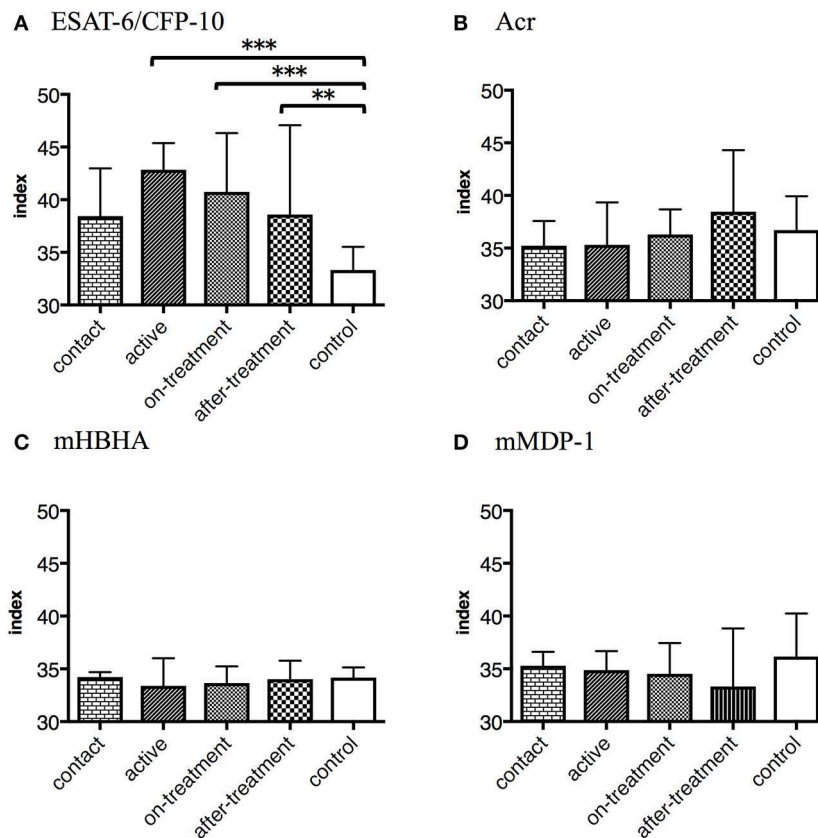 A ESAT-6/CFP-10
***
***
**
50
45
40
35
30
index
contact
active
on-treatment
after-treatment
control
B Acr
50
45
40
35
30
index
contact
active
on-treatment
after-treatment
control
C mHBHA
50
45
40
35
30
index
contact
active
on-treatment
after-treatment
control
D mMDP-1
50
45
40
35
30
index
contact
active
on-treatment
after-treatment
control